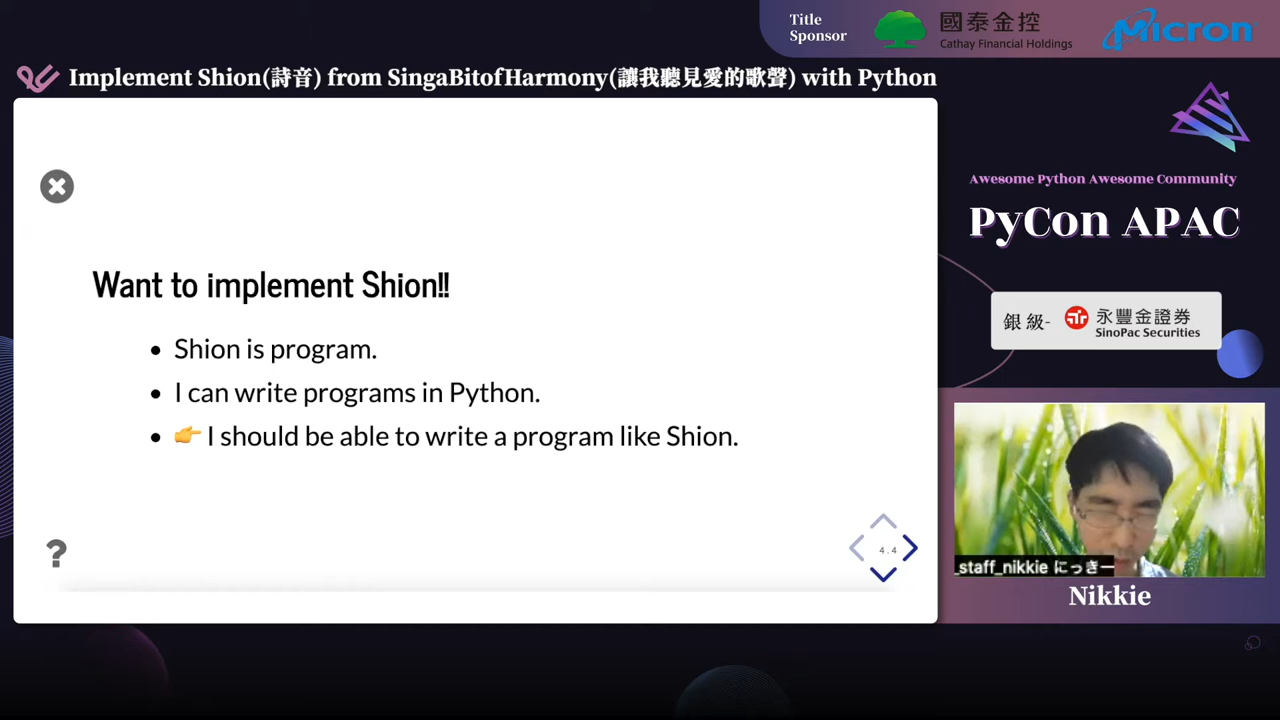 Title
Sponsor
國泰金控
Cathay Financial Holdings
Micron
Implement Shion(詩音) from SingaBitofHarmony(讓我聽見愛的歌聲) with Python
Awesome Python Awesome Community
PyCon APAC
Want to implement Shion!!
銀級-
永豐金證券
SinoPac Securities
Shion is program.
I can write programs in Python.
👉 I should be able to write a program like Shion.
4.4
_staff_nikkie にっきー
Nikkie